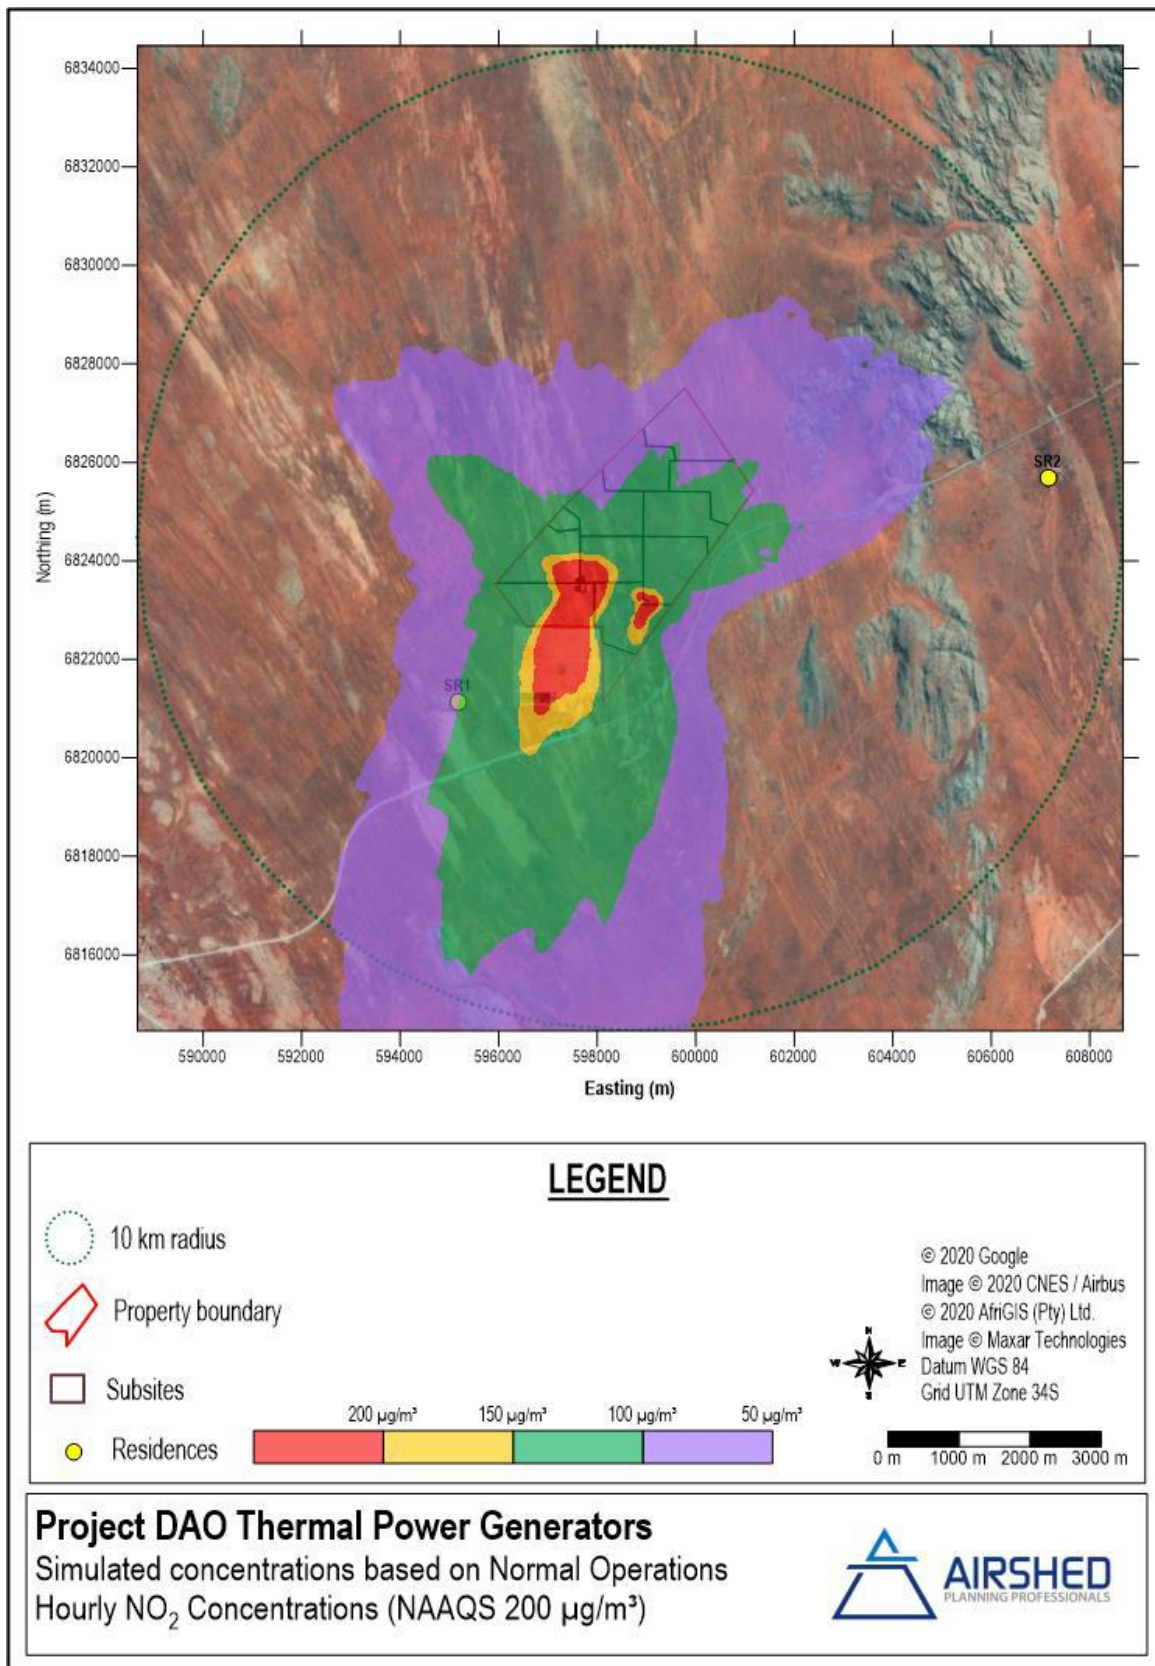 6834000
6832000
6830000
6828000
6826000
6824000
6822000
6820000
6818000
6816000
Northing (m)
SR2
SR1
590000 592000 594000 596000 598000 600000 602000 604000 606000 608000
Easting (m)
LEGEND
10 km radius
Property boundary
Subsites
Residences
200 µg/m³ 150 µg/m³ 100 µg/m³ 50 µg/m³
N
W E
S
© 2020 Google
Image © 2020 CNES / Airbus
© 2020 AfriGIS (Pty) Ltd.
Image © Maxar Technologies
Datum WGS 84
Grid UTM Zone 34S
0 m 1000 m 2000 m 3000 m
Project DAO Thermal Power Generators
Simulated concentrations based on Normal Operations
Hourly NO₂ Concentrations (NAAQS 200 µg/m³)
AIRSHED
PLANNING PROFESSIONALS